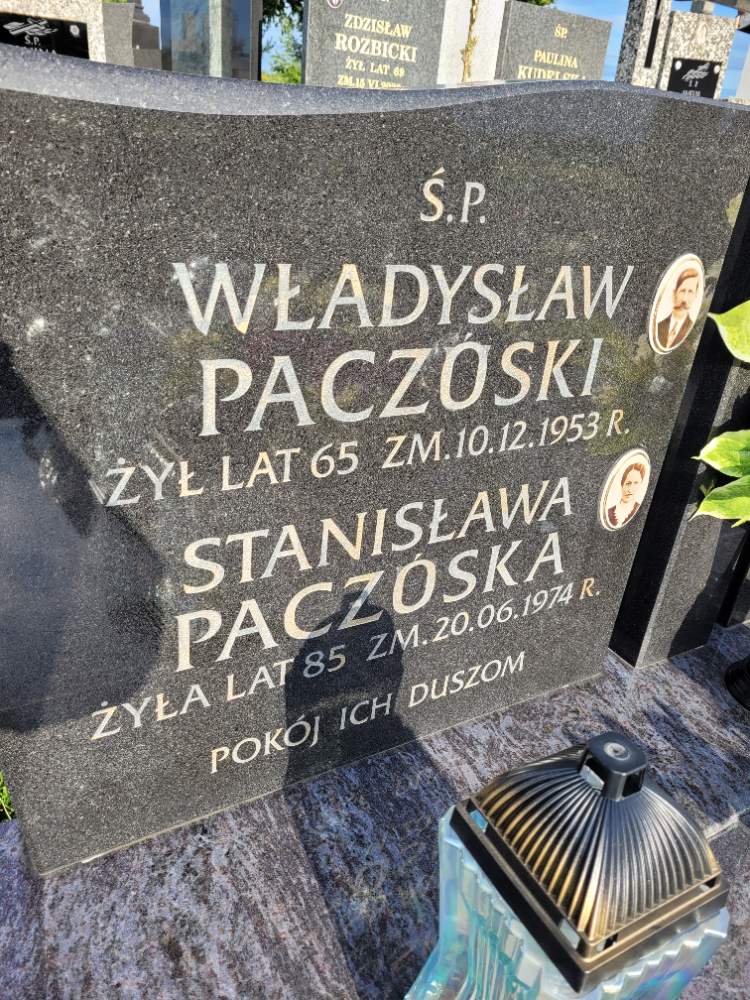 Ś.P.
ZDZISŁAW
ROZBICKI
ŻYŁ LAT 69
ŚP.
PAULINA
Ś.P.
WŁADYSŁAW
PACZÓSKI
ŻYŁ LAT 65 ZM.10.12.1953 R.
STANISŁAWA
PACZÓSKA
ŻYŁA LAT 85 ZM.20.06.1974 R.
POKÓJ ICH DUSZOM